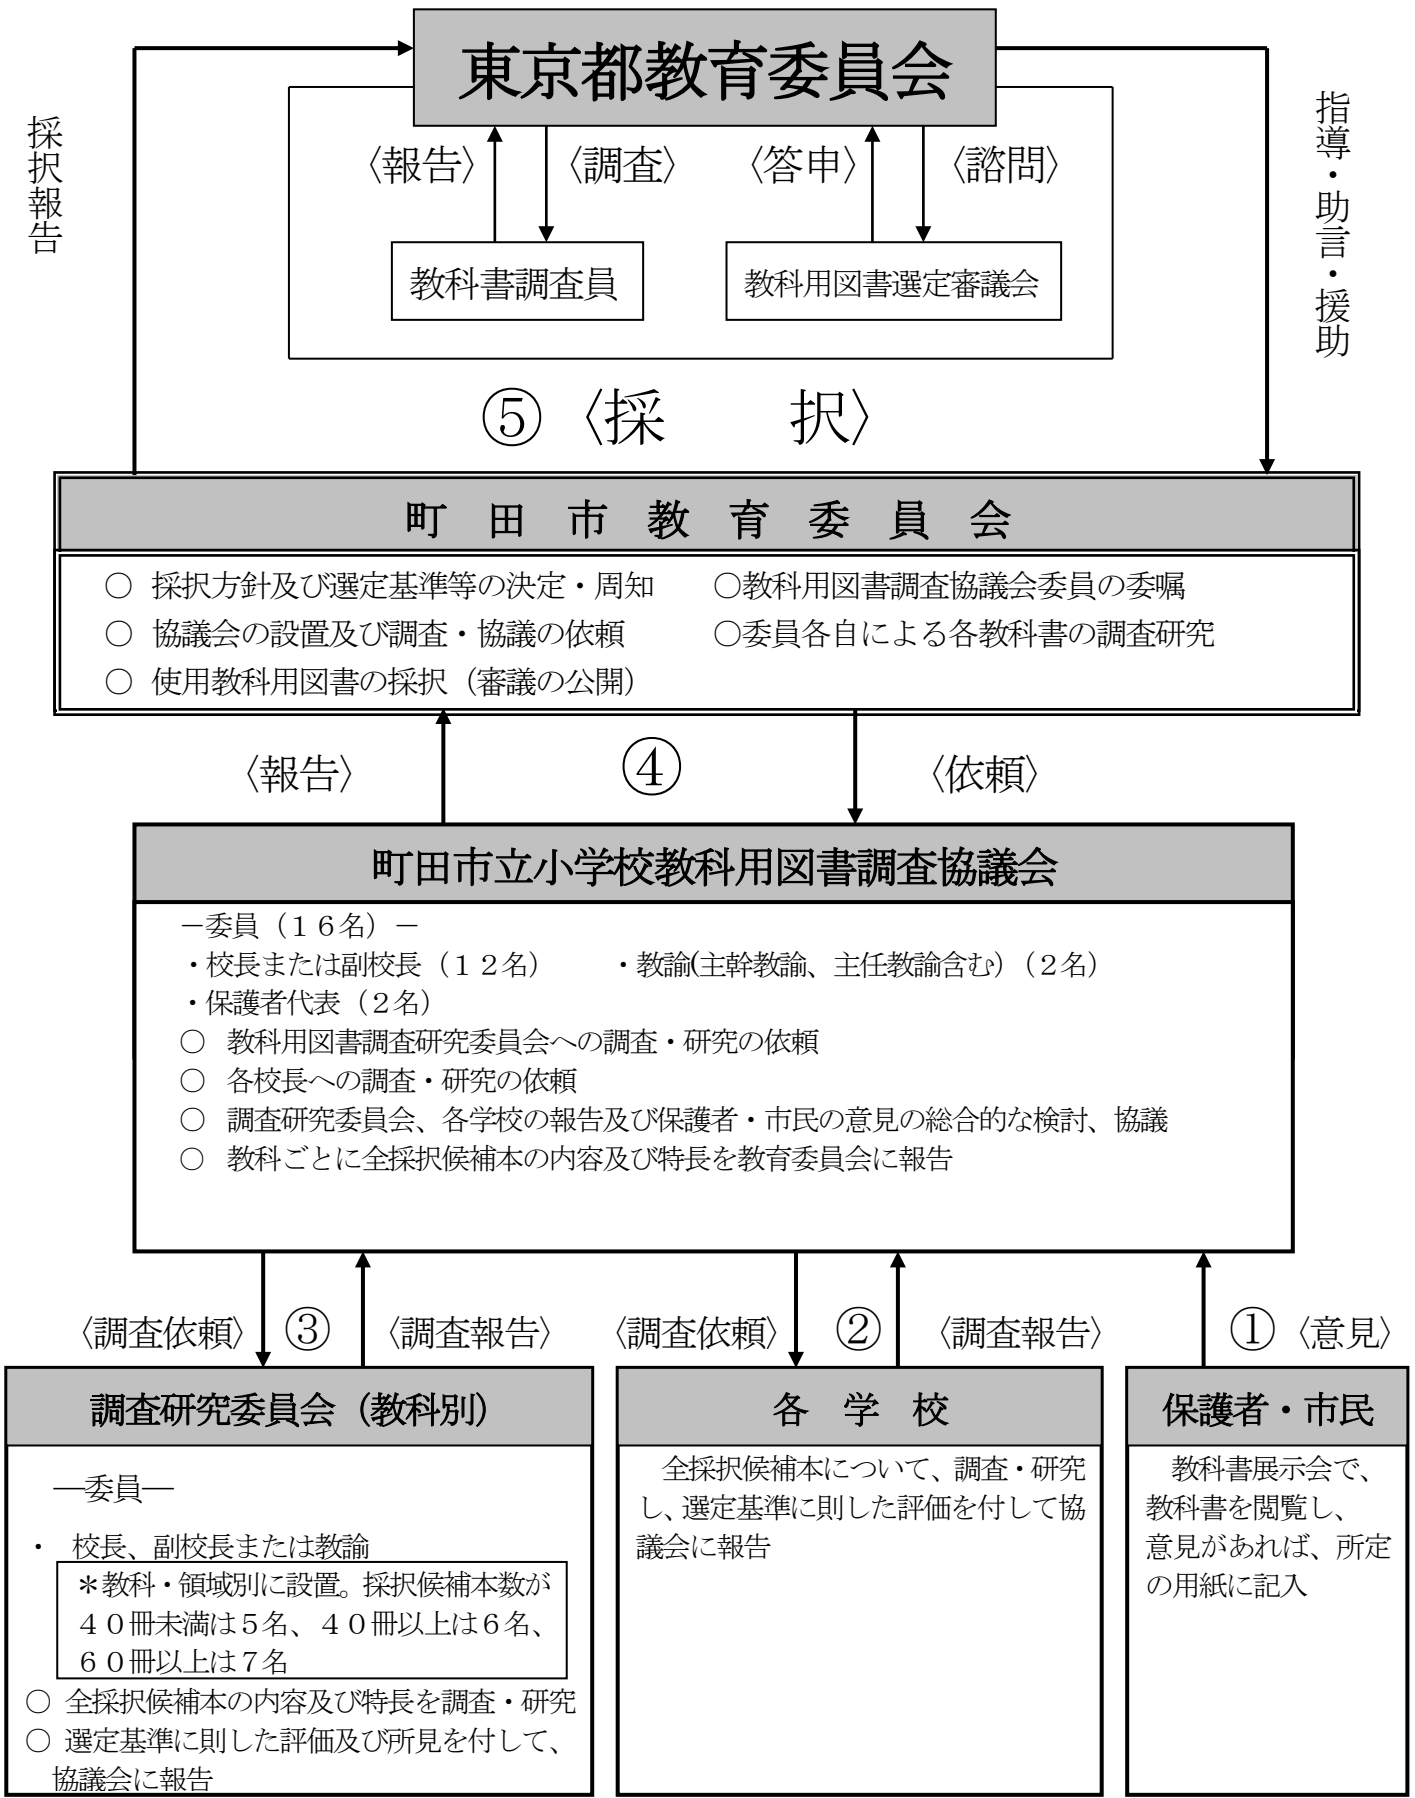 東京都教育委員会
採択報告
指導・助言・援助
〈報告〉
〈調査〉
〈答申〉
〈諮問〉
教科書調査員
教科用図書選定審議会
⑤〈採　　択〉
町田市教育委員会
○ 採択方針及び選定基準等の決定・周知　　○教科用図書調査協議会委員の委嘱
○ 協議会の設置及び調査・協議の依頼　　○委員各自による各教科書の調査研究
○ 使用教科用図書の採択（審議の公開）
〈報告〉
④
〈依頼〉
町田市立小学校教科用図書調査協議会
－委員（１６名）－
・校長または副校長（１２名）　　・教諭(主幹教諭、主任教諭含む）（２名）
・保護者代表（２名）
○ 教科用図書調査研究委員会への調査・研究の依頼
○ 各校長への調査・研究の依頼
○ 調査研究委員会、各学校の報告及び保護者・市民の意見の総合的な検討、協議
○ 教科ごとに全採択候補本の内容及び特長を教育委員会に報告
〈調査依頼〉
③
〈調査報告〉
〈調査依頼〉
②
〈調査報告〉
①〈意見〉
調査研究委員会（教科別）
―委員―
・ 校長、副校長または教諭
＊教科・領域別に設置。採択候補本数が
４０冊未満は５名、４０冊以上は６名、
６０冊以上は７名
○ 全採択候補本の内容及び特長を調査・研究
○ 選定基準に則した評価及び所見を付して、
協議会に報告
各　学　校
全採択候補本について、調査・研究
し、選定基準に則した評価を付して協
議会に報告
保護者・市民
教科書展示会で、
教科書を閲覧し、
意見があれば、所定
の用紙に記入